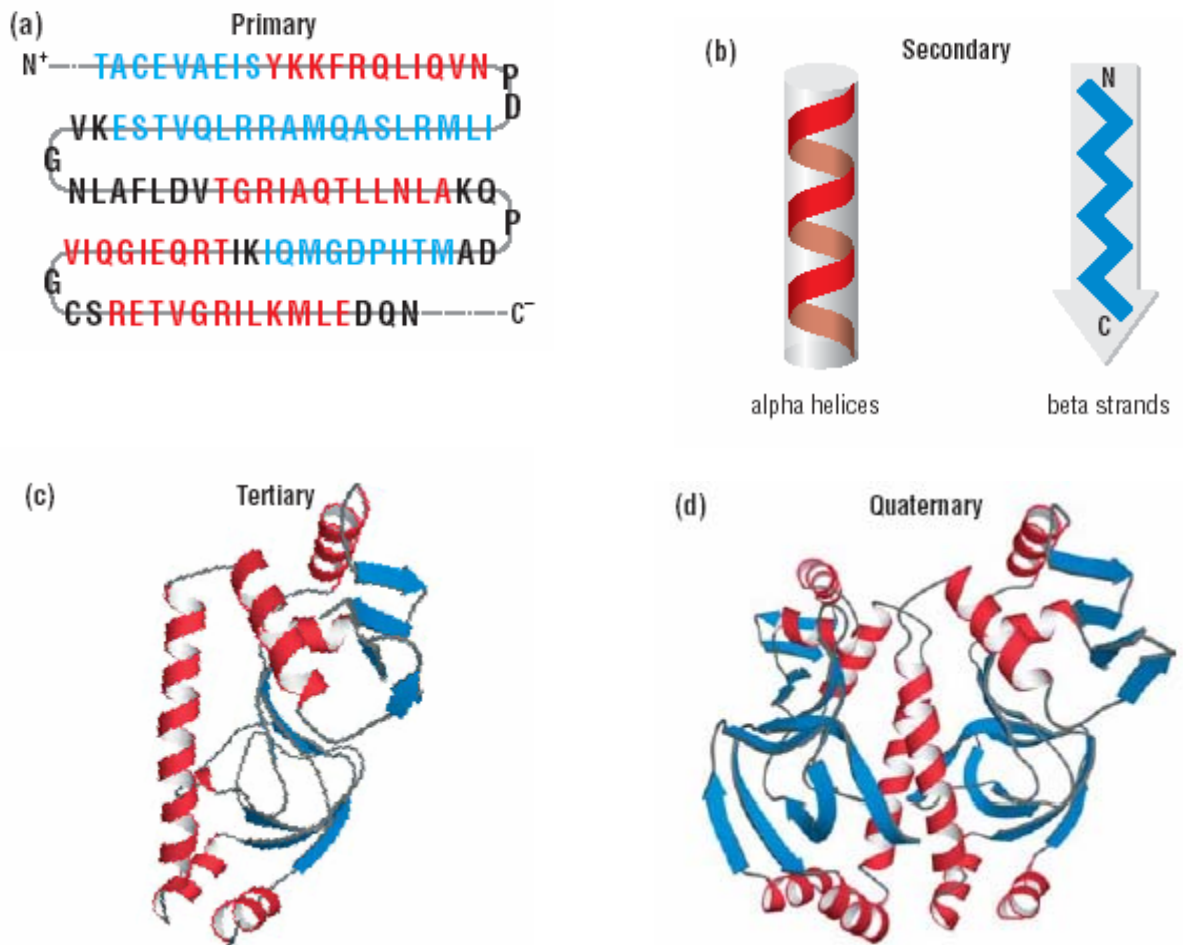 (a) Primary
N⁺ TACEVAEISYKKFRQLIQVN
P
D
VKESTVQLRRAMQASLRMLI
G
NLAFLDVTGRIAQTLLNLAKQ
P
VIQGIEQRTIKIQMGDPHTMAD
G
CSRETVGRILKMLEDQN C⁻
(b) Secondary
N
C
alpha helices
beta strands
(c) Tertiary
(d) Quaternary